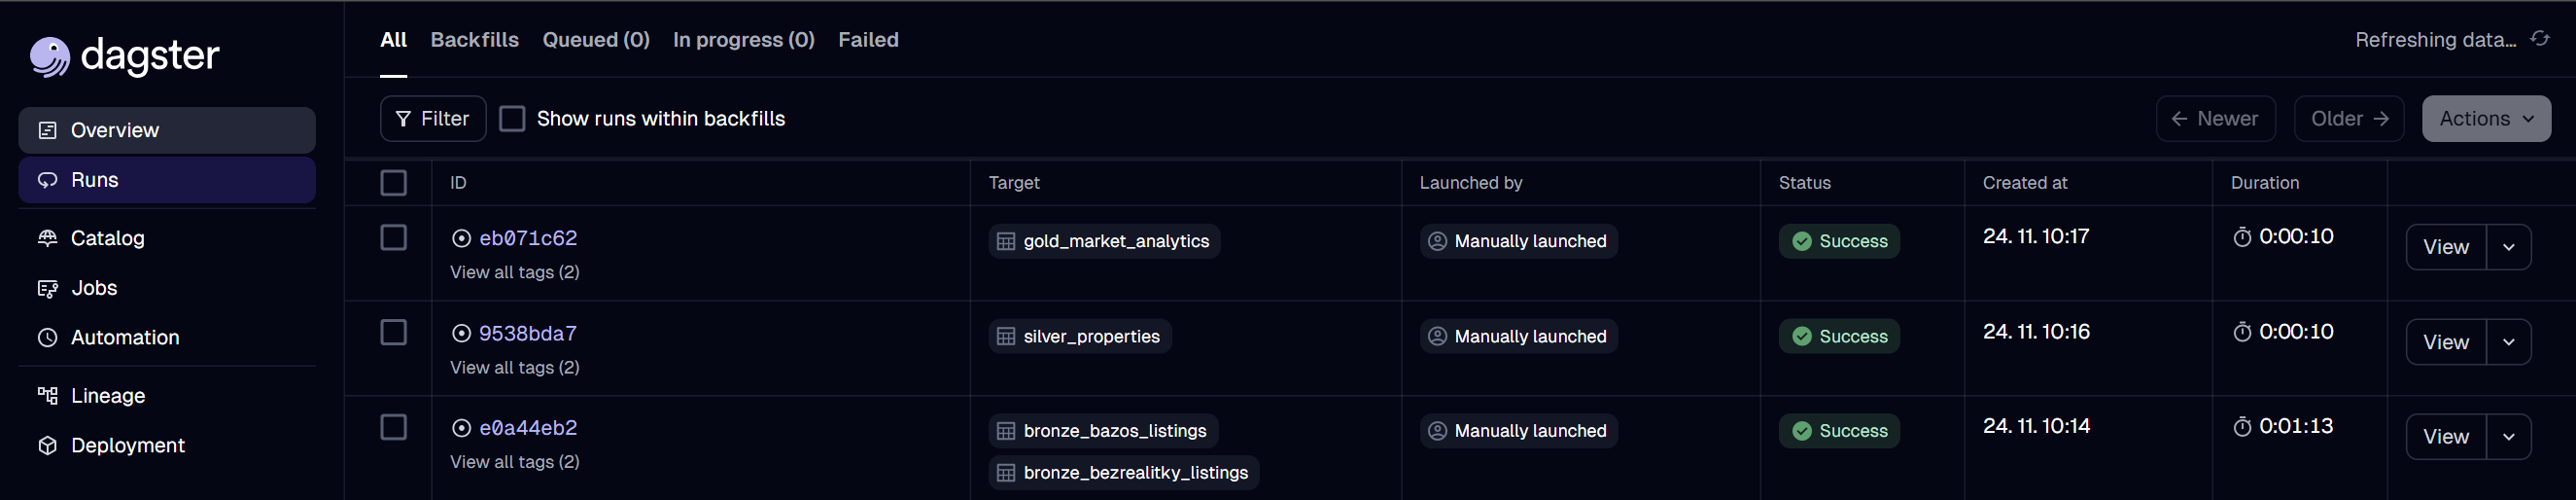 dagster
Overview
Runs
Catalog
Jobs
Automation
Lineage
Deployment
All Backfills Queued (0) In progress (0) Failed
Refreshing data...
Filter Show runs within backfills
Newer Older Actions
ID Target Launched by Status Created at Duration
eb071c62 gold_market_analytics Manually launched Success 24. 11. 10:17 0:00:10 View
View all tags (2)
9538bda7 silver_properties Manually launched Success 24. 11. 10:16 0:00:10 View
View all tags (2)
e0a44eb2 bronze_bazos_listings Manually launched Success 24. 11. 10:14 0:01:13 View
View all tags (2) bronze_bezrealitky_listings